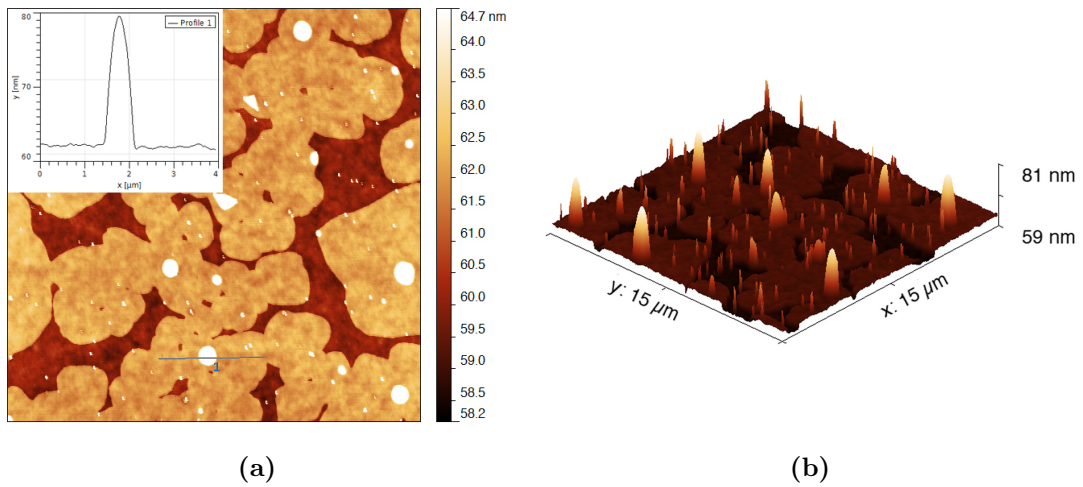 80
70
60
y [nm]
Profile 1
0
1
2
3
4
x [µm]
1
64.7 nm
64.0
63.5
63.0
62.5
62.0
61.5
61.0
60.5
60.0
59.5
59.0
58.5
58.2
(a)
81 nm
59 nm
y: 15 µm
x: 15 µm
(b)